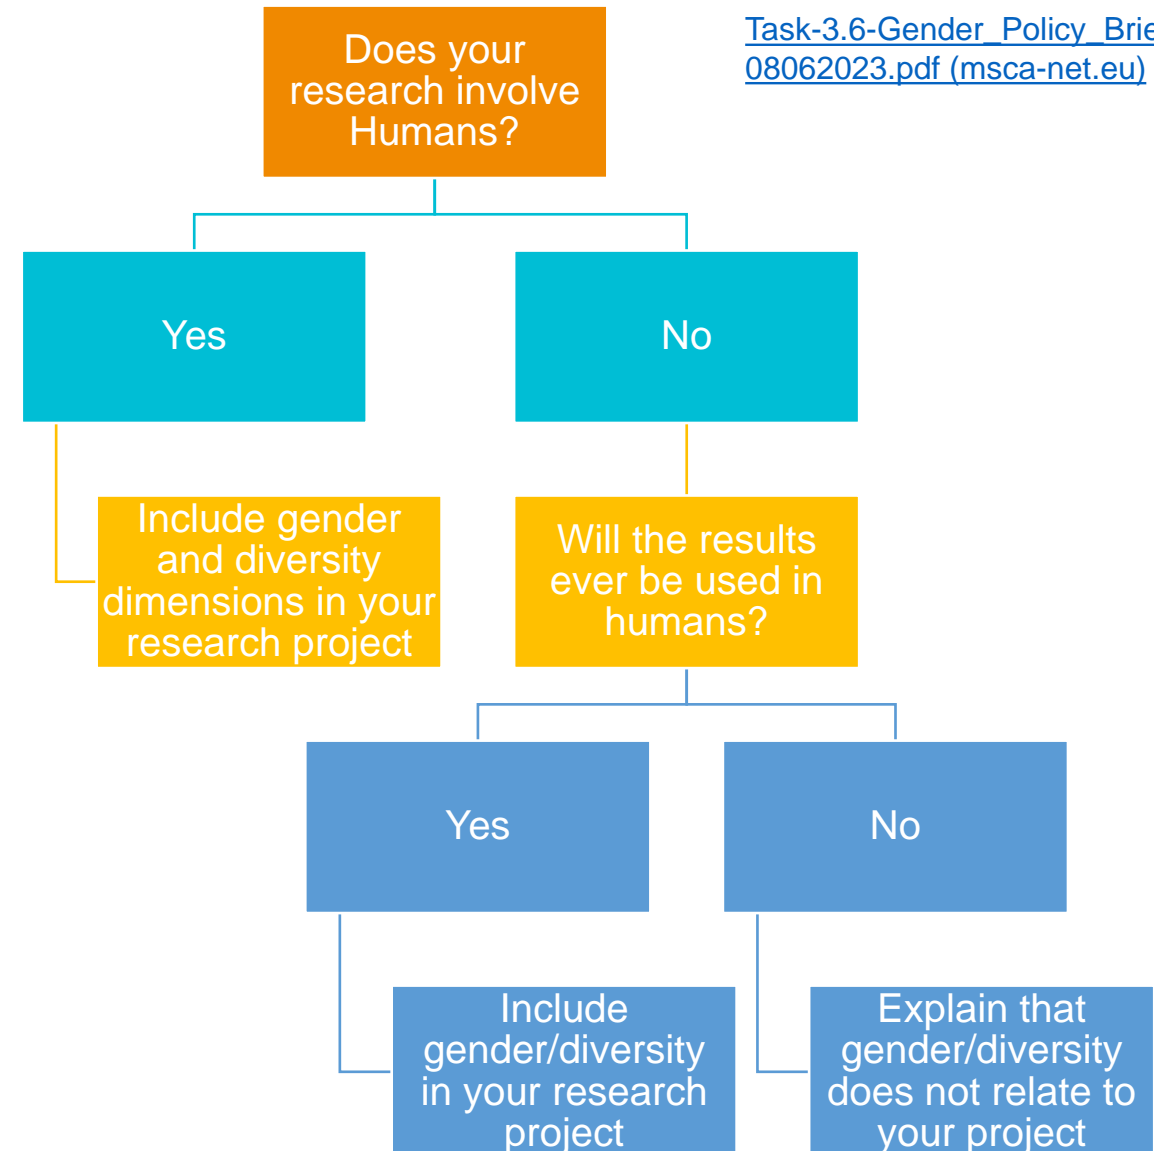 Does your
research involve
Humans?
Task-3.6-Gender_Policy_Brie
08062023.pdf (msca-net.eu)
Yes
No
Include gender
and diversity
dimensions in your
research project
Will the results
ever be used in
humans?
Yes
No
Include
gender/diversity
in your research
project
Explain that
gender/diversity
does not relate to
your project